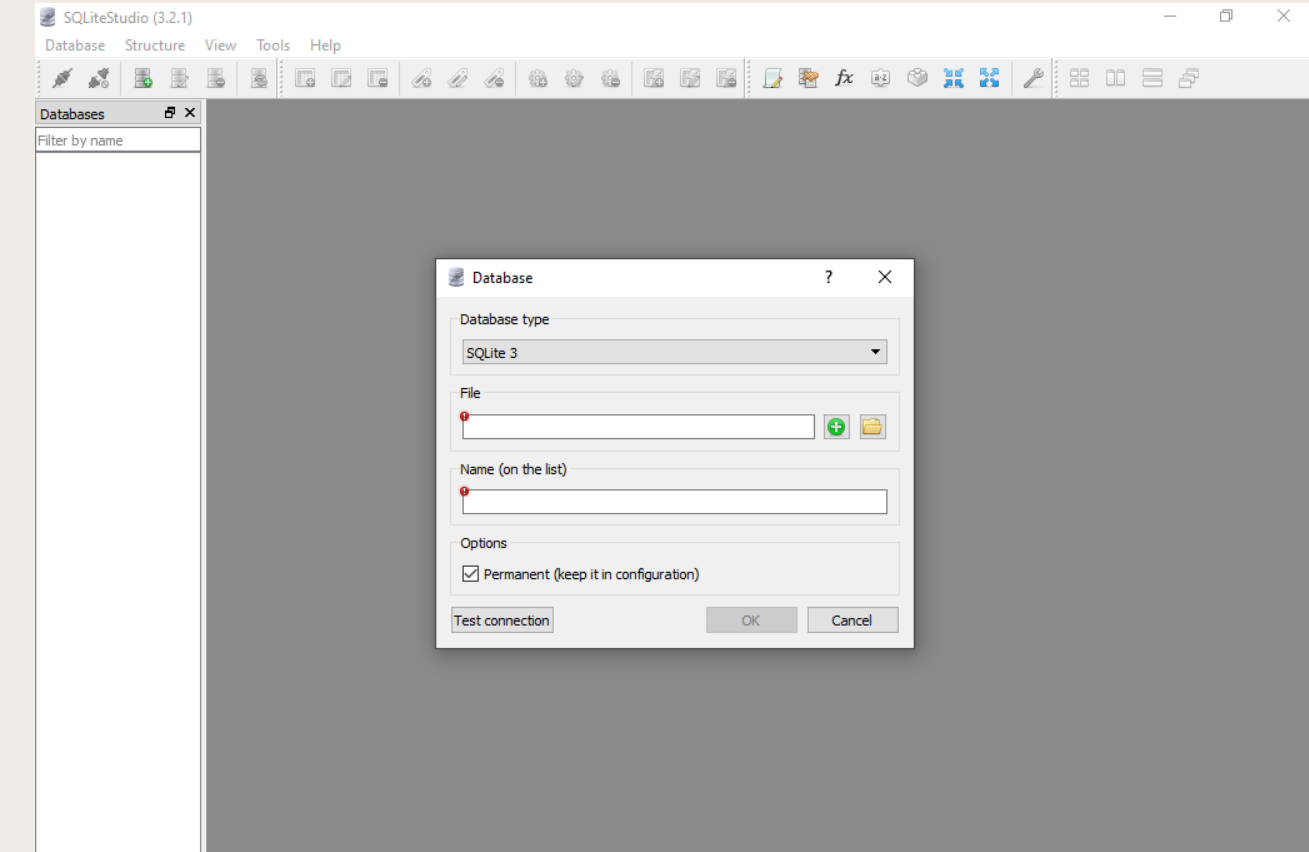 SQLiteStudio (3.2.1)
Database Structure View Tools Help
fx
Databases
Filter by name
Database
?
Database type
SQLite 3
File
Name (on the list)
Options
Permanent (keep it in configuration)
Test connection OK Cancel